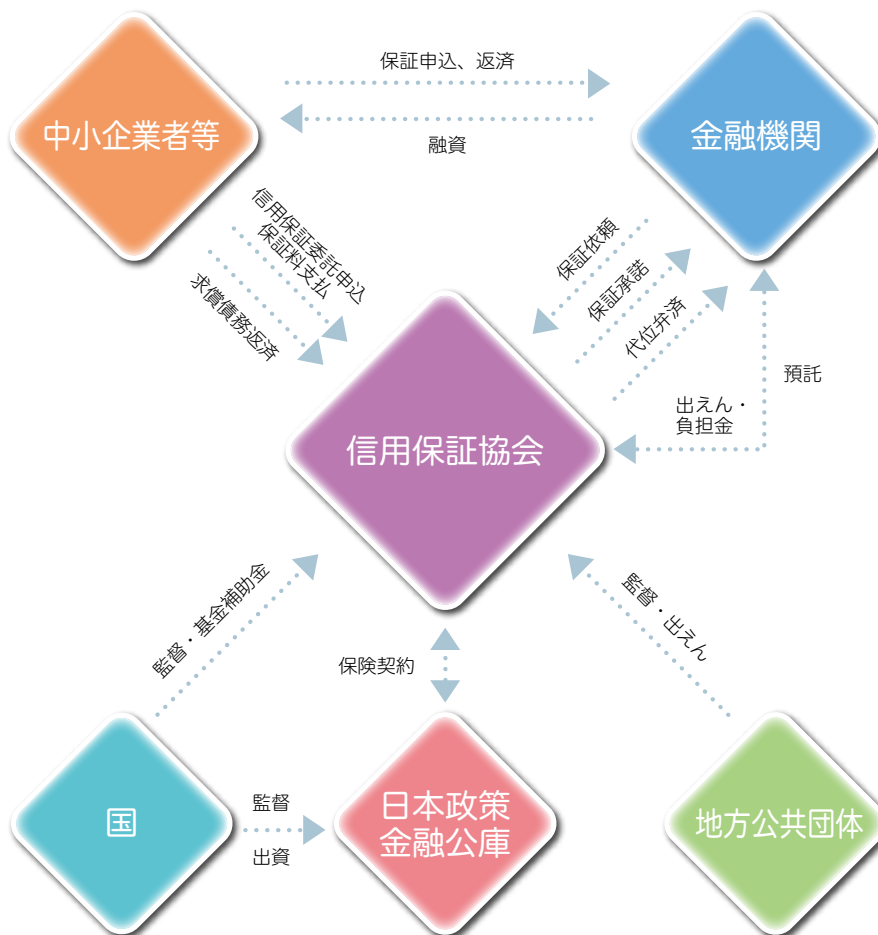 保証申込、返済
中小企業者等
金融機関
融資
信用保証委託申込
保証料支払
求償債務返済
保証依頼
保証承諾
代位弁済
預託
出えん・
負担金
信用保証協会
監督・基金補助金
監督・出えん
保険契約
国
監督
出資
日本政策
金融公庫
地方公共団体